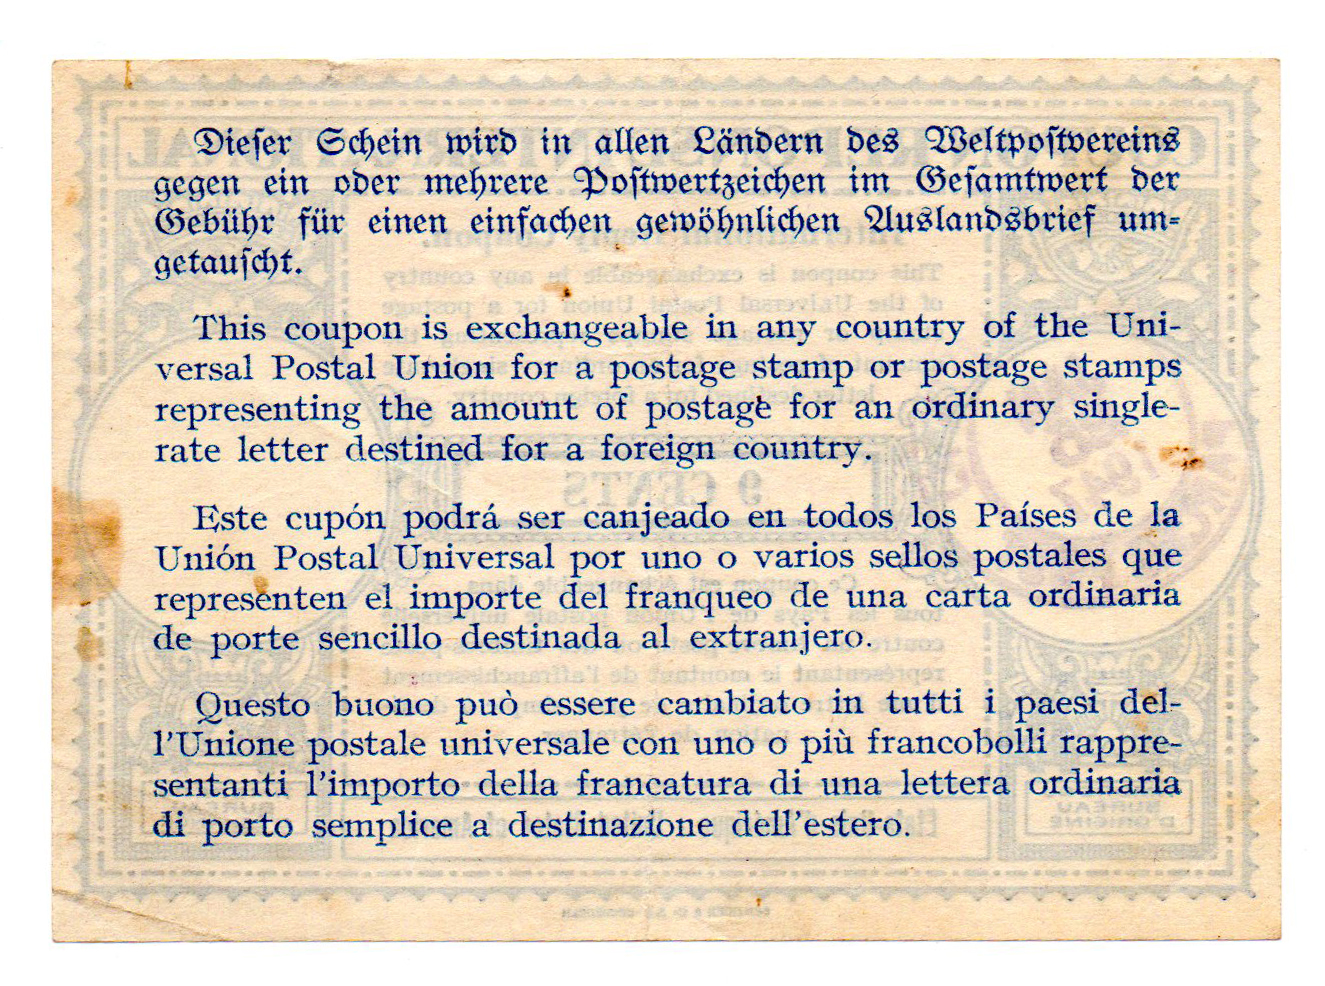 Dieſer Schein wird in allen Ländern des Weltpoſtvereins
gegen ein oder mehrere Poſtwertzeichen im Geſamtwert der
Gebühr für einen einfachen gewöhnlichen Auslandsbrief um-
getauſcht.
This coupon is exchangeable in any country of the Uni-
versal Postal Union for a postage stamp or postage stamps
representing the amount of postage for an ordinary single-
rate letter destined for a foreign country.
Este cupón podrá ser canjeado en todos los Países de la
Unión Postal Universal por uno o varios sellos postales que
representen el importe del franqueo de una carta ordinaria
de porte sencillo destinada al extranjero.
Questo buono può essere cambiato in tutti i paesi del-
l'Unione postale universale con uno o più francobolli rappre-
sentanti l'importo della francatura di una lettera ordinaria
di porto semplice a destinazione dell'estero.